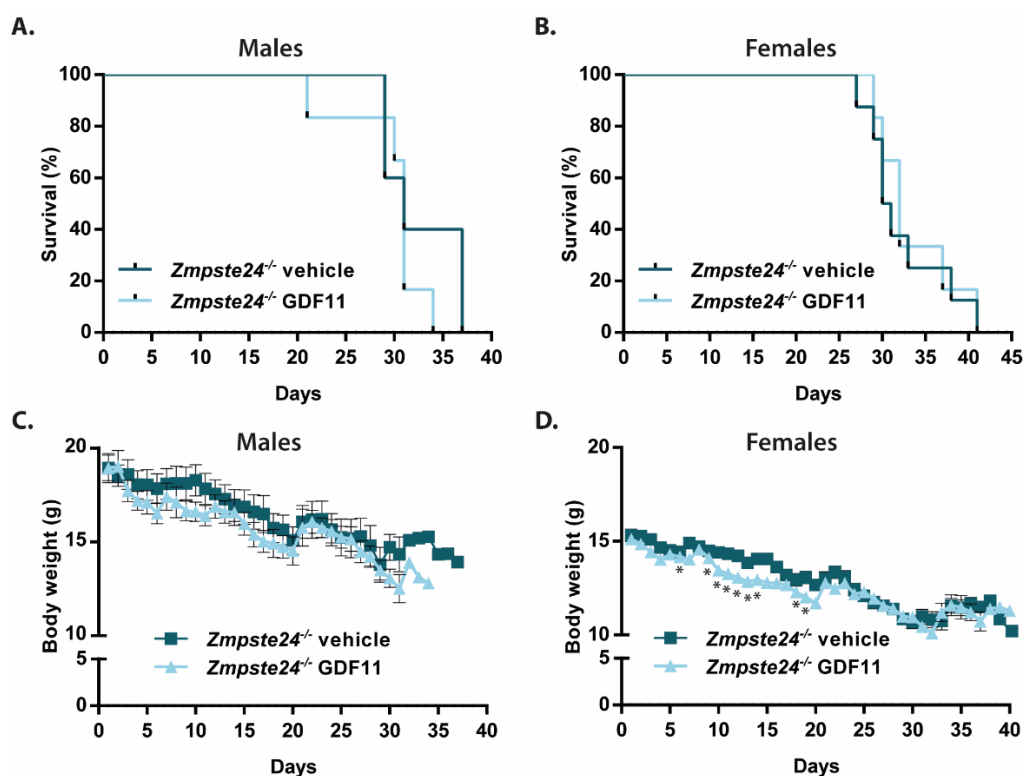 A.
Males
100
80
60
40
20
0
Survival (%)
Zmpste24-/- vehicle
Zmpste24-/- GDF11
0 5 10 15 20 25 30 35 40
Days
B.
Females
100
80
60
40
20
0
Survival (%)
Zmpste24-/- vehicle
Zmpste24-/- GDF11
0 5 10 15 20 25 30 35 40 45
Days
C.
Males
20
15
10
5
0
Body weight (g)
Zmpste24-/- vehicle
Zmpste24-/- GDF11
0 5 10 15 20 25 30 35 40
Days
D.
Females
20
15
10
5
0
Body weight (g)
* * * * * * * * *
Zmpste24-/- vehicle
Zmpste24-/- GDF11
0 5 10 15 20 25 30 35 40
Days